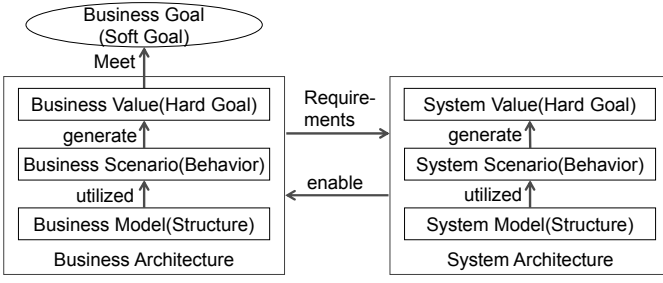 Business Goal
(Soft Goal)
Meet
Business Value(Hard Goal)
generate
Business Scenario(Behavior)
utilized
Business Model(Structure)
Business Architecture
Require-
ments
enable
System Value(Hard Goal)
generate
System Scenario(Behavior)
utilized
System Model(Structure)
System Architecture